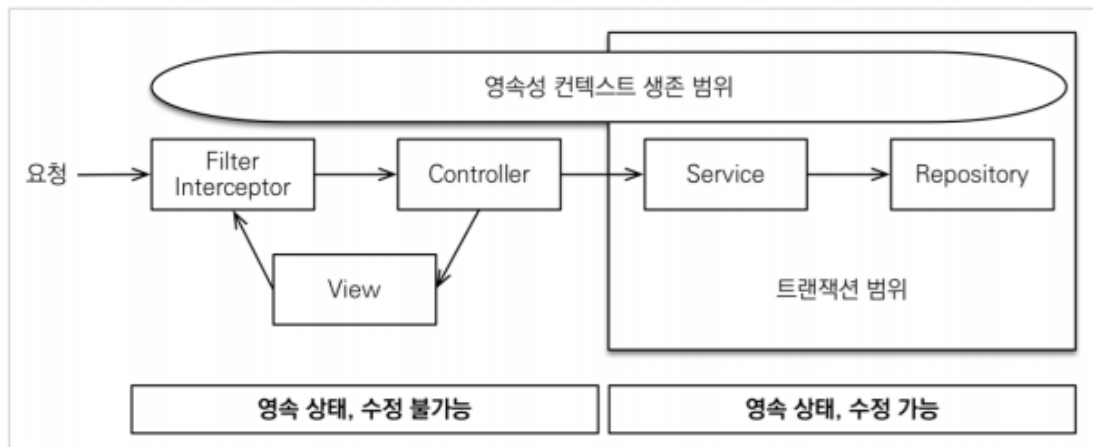 영속성 컨텍스트 생존 범위
요청
Filter
Interceptor
Controller
Service
Repository
View
트랜잭션 범위
영속 상태, 수정 불가능
영속 상태, 수정 가능